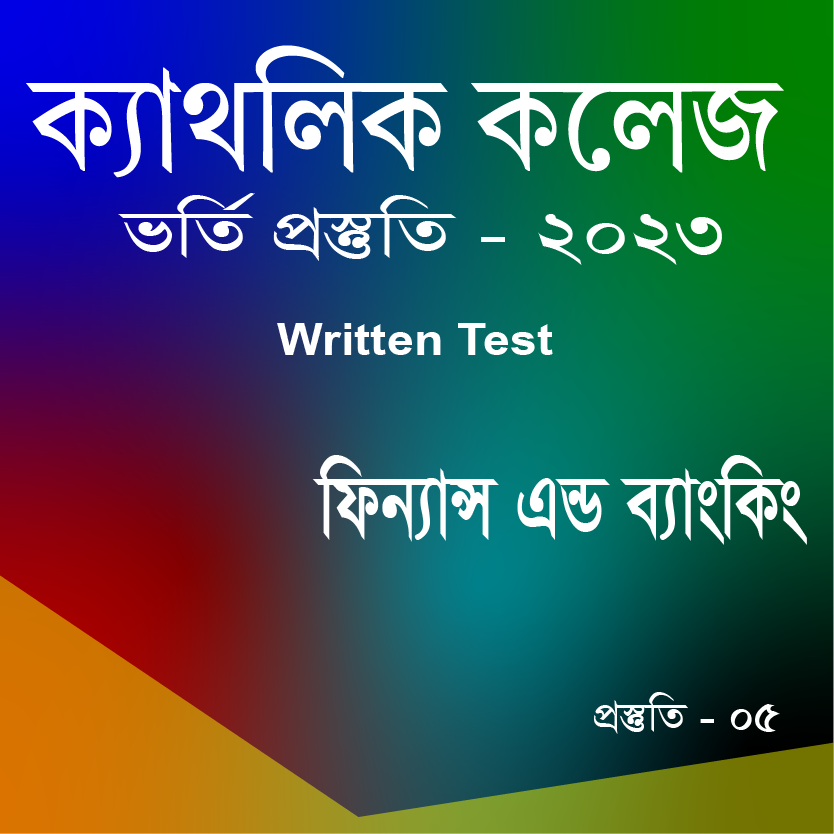 ক্যাথলিক কলেজ
ভর্তি প্রস্তুতি - ২০২৩
Written Test
ফিন্যান্স এন্ড ব্যাংকিং
প্রস্তুতি - ০৫